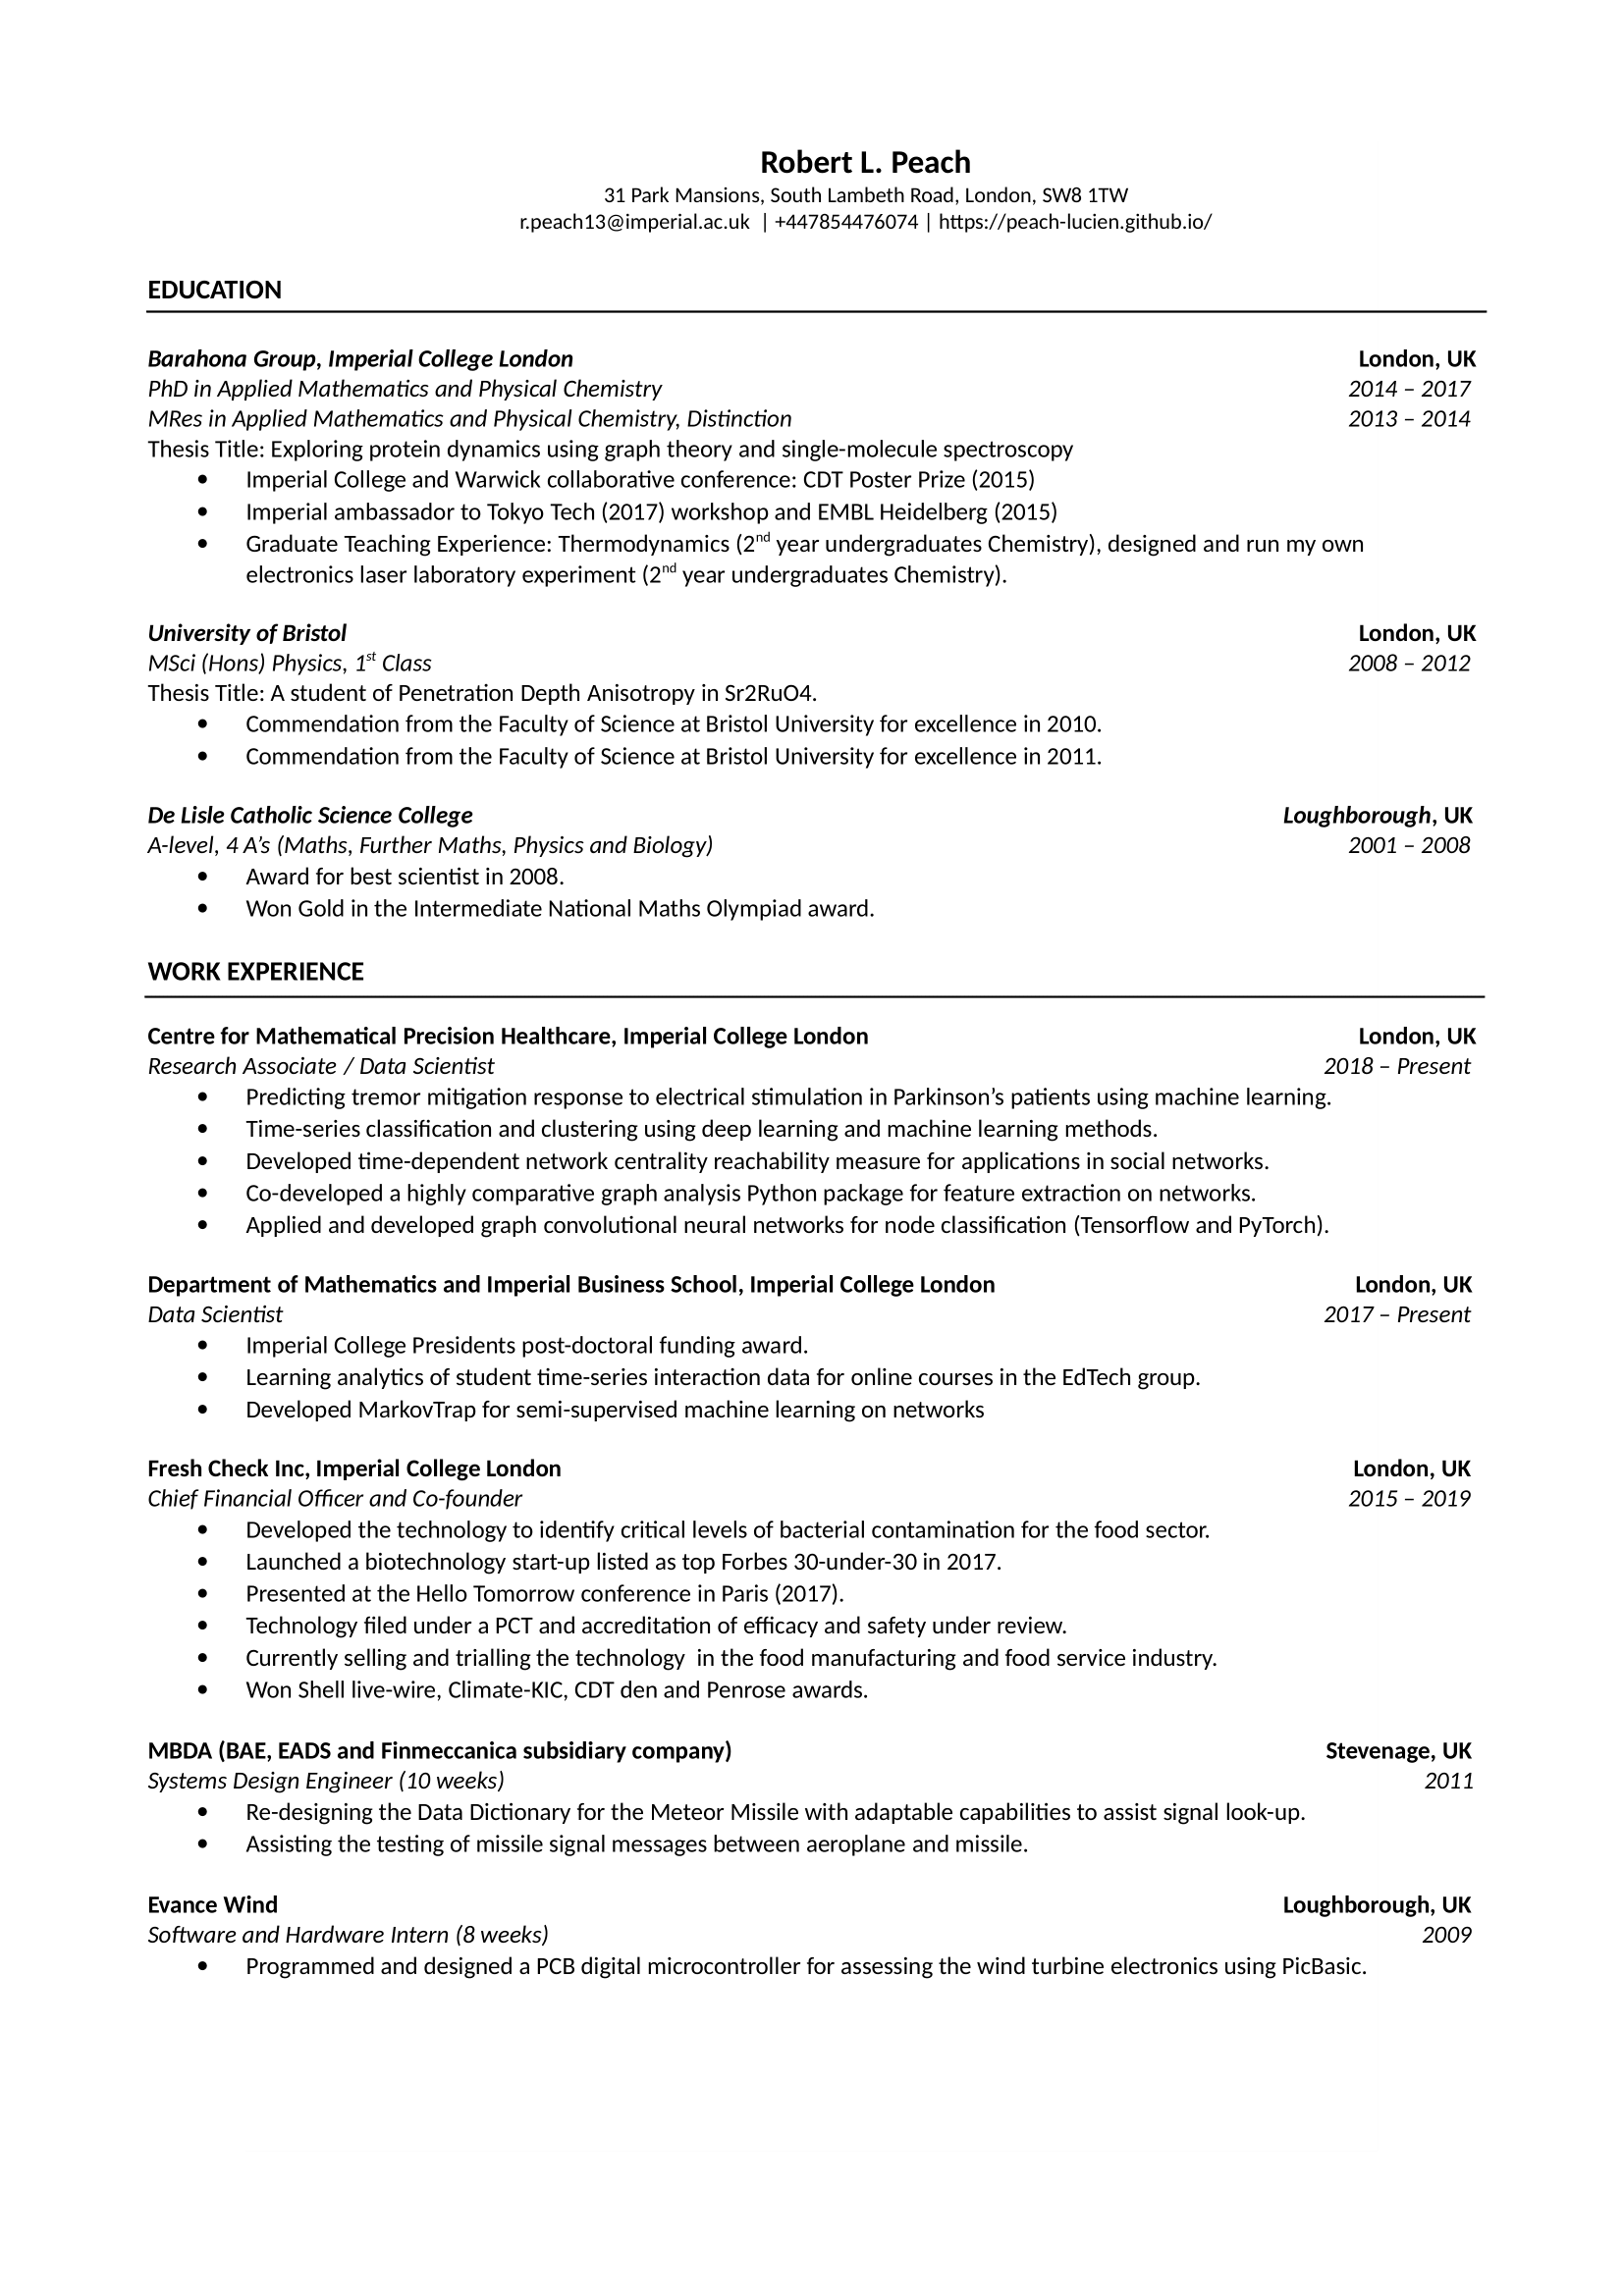 Robert L. Peach
31 Park Mansions, South Lambeth Road, London, SW8 1TW
r.peach13@imperial.ac.uk | +447854476074 | https://peach-lucien.github.io/
EDUCATION
Barahona Group, Imperial College London London, UK
PhD in Applied Mathematics and Physical Chemistry 2014 – 2017
MRes in Applied Mathematics and Physical Chemistry, Distinction 2013 – 2014
Thesis Title: Exploring protein dynamics using graph theory and single-molecule spectroscopy
• Imperial College and Warwick collaborative conference: CDT Poster Prize (2015)
• Imperial ambassador to Tokyo Tech (2017) workshop and EMBL Heidelberg (2015)
• Graduate Teaching Experience: Thermodynamics (2nd year undergraduates Chemistry), designed and run my own
electronics laser laboratory experiment (2nd year undergraduates Chemistry).
University of Bristol London, UK
MSci (Hons) Physics, 1st Class 2008 – 2012
Thesis Title: A student of Penetration Depth Anisotropy in Sr2RuO4.
• Commendation from the Faculty of Science at Bristol University for excellence in 2010.
• Commendation from the Faculty of Science at Bristol University for excellence in 2011.
De Lisle Catholic Science College Loughborough, UK
A-level, 4 A’s (Maths, Further Maths, Physics and Biology) 2001 – 2008
• Award for best scientist in 2008.
• Won Gold in the Intermediate National Maths Olympiad award.
WORK EXPERIENCE
Centre for Mathematical Precision Healthcare, Imperial College London London, UK
Research Associate / Data Scientist 2018 – Present
• Predicting tremor mitigation response to electrical stimulation in Parkinson’s patients using machine learning.
• Time-series classification and clustering using deep learning and machine learning methods.
• Developed time-dependent network centrality reachability measure for applications in social networks.
• Co-developed a highly comparative graph analysis Python package for feature extraction on networks.
• Applied and developed graph convolutional neural networks for node classification (Tensorflow and PyTorch).
Department of Mathematics and Imperial Business School, Imperial College London London, UK
Data Scientist 2017 – Present
• Imperial College Presidents post-doctoral funding award.
• Learning analytics of student time-series interaction data for online courses in the EdTech group.
• Developed MarkovTrap for semi-supervised machine learning on networks
Fresh Check Inc, Imperial College London London, UK
Chief Financial Officer and Co-founder 2015 – 2019
• Developed the technology to identify critical levels of bacterial contamination for the food sector.
• Launched a biotechnology start-up listed as top Forbes 30-under-30 in 2017.
• Presented at the Hello Tomorrow conference in Paris (2017).
• Technology filed under a PCT and accreditation of efficacy and safety under review.
• Currently selling and trialling the technology  in the food manufacturing and food service industry.
• Won Shell live-wire, Climate-KIC, CDT den and Penrose awards.
MBDA (BAE, EADS and Finmeccanica subsidiary company) Stevenage, UK
Systems Design Engineer (10 weeks) 2011
• Re-designing the Data Dictionary for the Meteor Missile with adaptable capabilities to assist signal look-up.
• Assisting the testing of missile signal messages between aeroplane and missile.
Evance Wind Loughborough, UK
Software and Hardware Intern (8 weeks) 2009
• Programmed and designed a PCB digital microcontroller for assessing the wind turbine electronics using PicBasic.